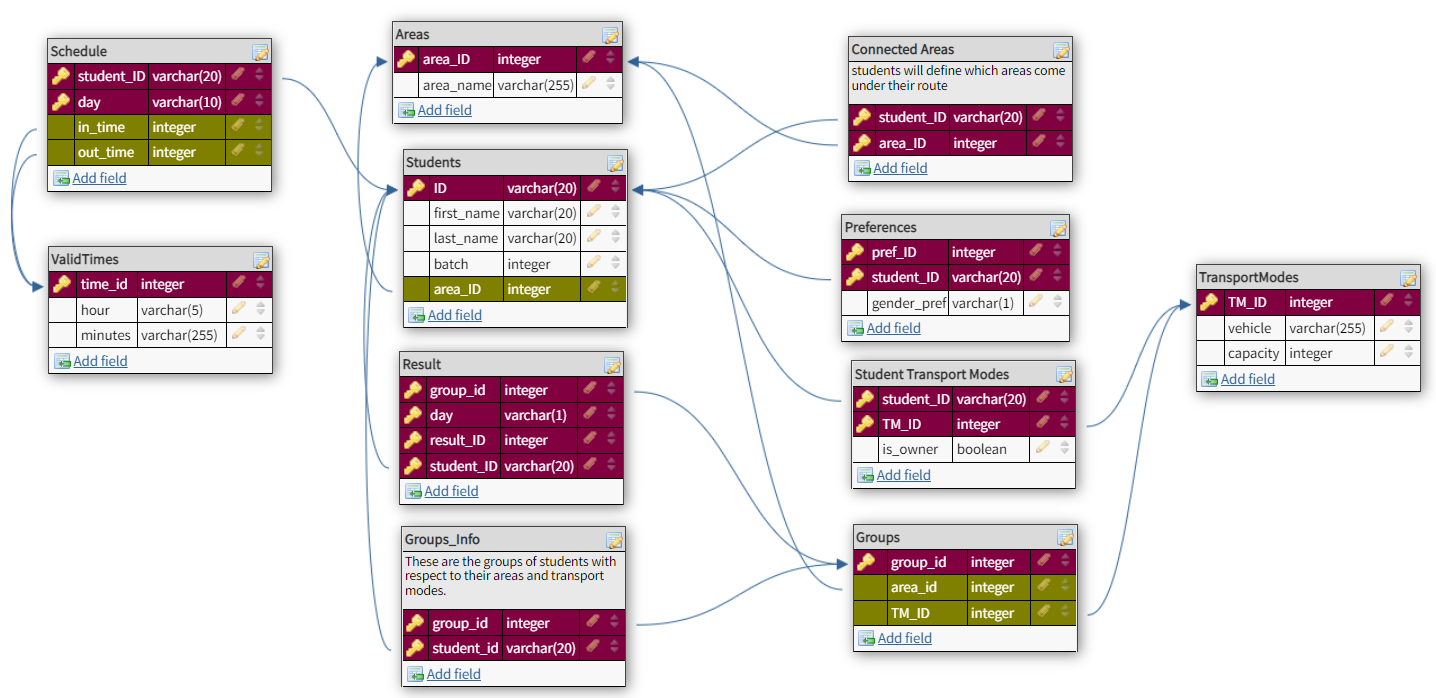 Schedule
student_ID varchar(20)
day varchar(10)
in_time integer
out_time integer
Add field
ValidTimes
time_id integer
hour varchar(5)
minutes varchar(255)
Add field
Areas
area_ID integer
area_name varchar(255)
Add field
Students
ID varchar(20)
first_name varchar(20)
last_name varchar(20)
batch integer
area_ID integer
Add field
Result
group_id integer
day varchar(1)
result_ID integer
student_ID varchar(20)
Add field
Groups_Info
These are the groups of students with
respect to their areas and transport
modes.
group_id integer
student_id varchar(20)
Add field
Connected Areas
students will define which areas come
under their route
student_ID varchar(20)
area_ID integer
Add field
Preferences
pref_ID integer
student_ID varchar(20)
gender_pref varchar(1)
Add field
Student Transport Modes
student_ID varchar(20)
TM_ID integer
is_owner boolean
Add field
Groups
group_id integer
area_id integer
TM_ID integer
Add field
TransportModes
TM_ID integer
vehicle varchar(255)
capacity integer
Add field